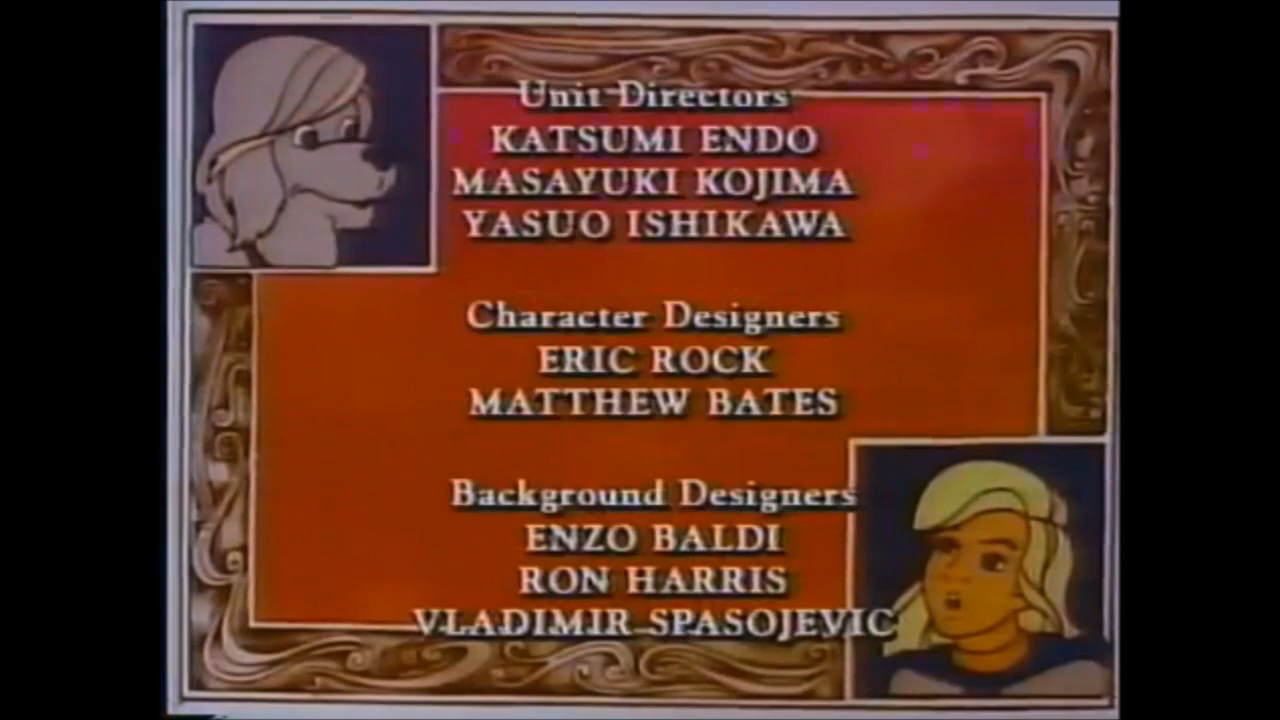 Unit Directors
KATSUMI ENDO
MASAYUKI KOJIMA
YASUO ISHIKAWA
Character Designers
ERIC ROCK
MATTHEW BATES
Background Designers
ENZO BALDI
RON HARRIS
VLADIMIR SPASOJEVIC